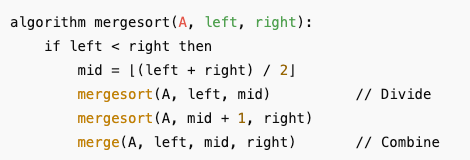 algorithm mergesort(A, left, right):
    if left < right then
        mid = ⌊(left + right) / 2⌋
        mergesort(A, left, mid)          // Divide
        mergesort(A, mid + 1, right)
        merge(A, left, mid, right)       // Combine